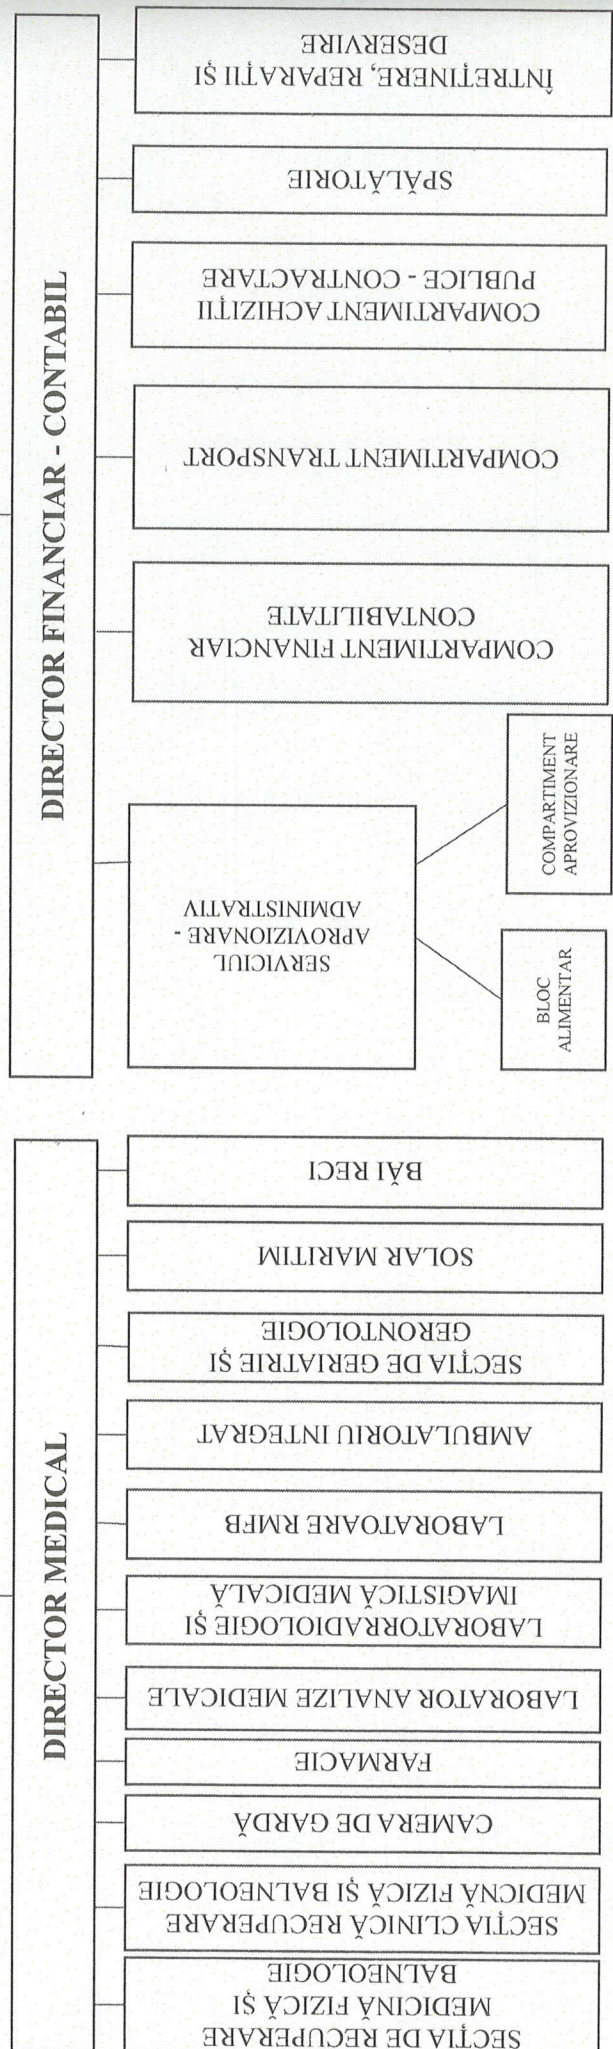 DIRECTOR MEDICAL
SECȚIA DE RECUPERARE
MEDICINĂ FIZICĂ ȘI
BALNEOLOGIE
SECȚIA CLINICĂ RECUPERARE
MEDICNĂ FIZICĂ ȘI BALNEOLOGIE
CAMERA DE GARDĂ
FARMACIE
LABORATOR ANALIZE MEDICALE
LABORATORRADIOLOGIE ȘI
IMAGISTICĂ MEDICALĂ
LABORATOARE RMFB
AMBULATORIU INTEGRAT
SECȚIA DE GERIATRIE ȘI
GERONTOLOGIE
SOLAR MARITIM
BĂI RECI
DIRECTOR FINANCIAR - CONTABIL
SERVICIUL
APROVIZIONARE -
ADMINISTRATIV
BLOC
ALIMENTAR
COMPARTIMENT
APROVIZIONARE
COMPARTIMENT FINANCIAR
CONTABILITATE
COMPARTIMENT TRANSPORT
COMPARTIMENT ACHIZIȚII
PUBLICE - CONTRACTARE
SPĂLĂTORIE
ÎNTREȚINERE, REPARAȚII ȘI
DESERVIRE